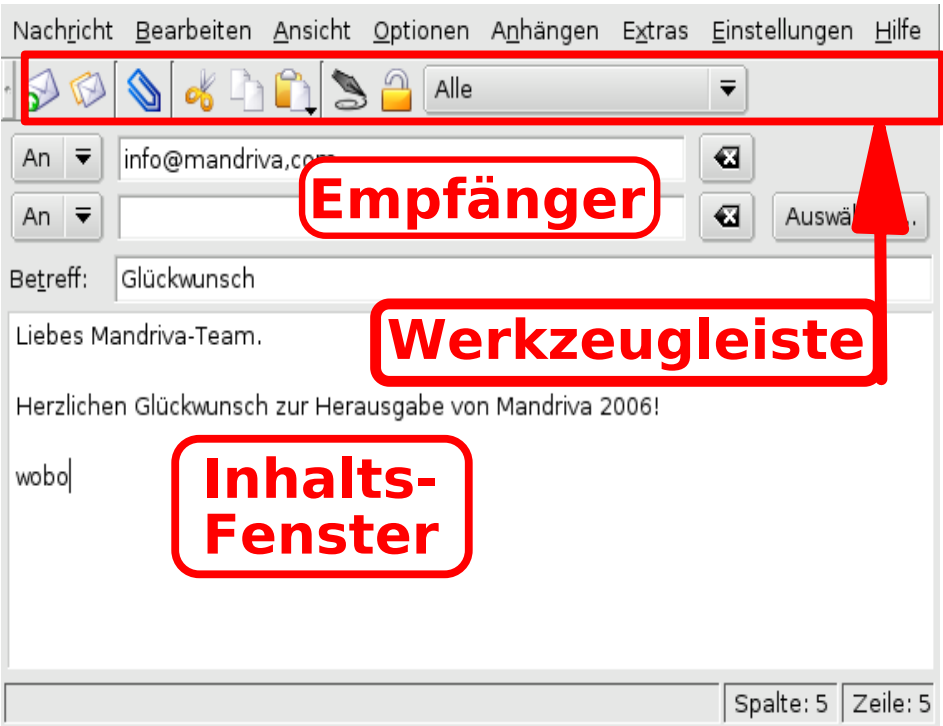 Nachricht Bearbeiten Ansicht Optionen Anhängen Extras Einstellungen Hilfe
Alle
An info@mandriva,com
Empfänger
An
Betreff: Glückwunsch
Liebes Mandriva-Team.
Werkzeugleiste
Herzlichen Glückwunsch zur Herausgabe von Mandriva 2006!
wobo
Inhalts-
Fenster
Spalte: 5 Zeile: 5